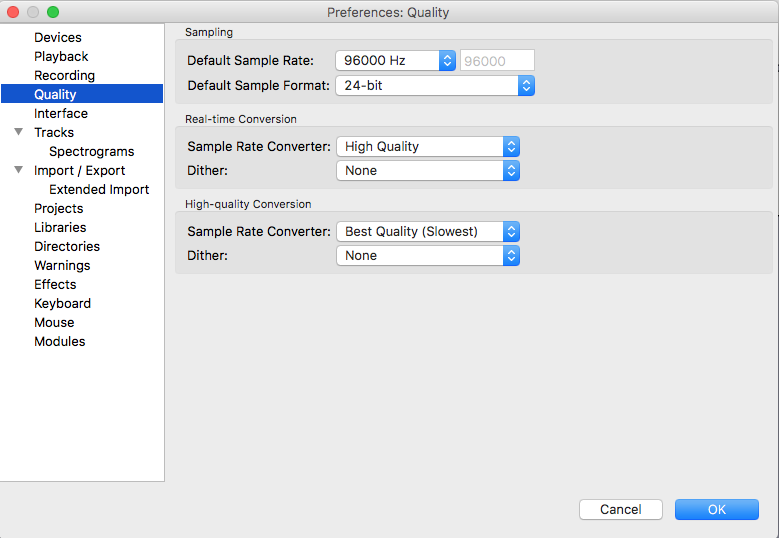 Preferences: Quality
Devices
Playback
Recording
Quality
Interface
Tracks
Spectrograms
Import / Export
Extended Import
Projects
Libraries
Directories
Warnings
Effects
Keyboard
Mouse
Modules
Sampling
Default Sample Rate: 96000 Hz 96000
Default Sample Format: 24-bit
Real-time Conversion
Sample Rate Converter: High Quality
Dither: None
High-quality Conversion
Sample Rate Converter: Best Quality (Slowest)
Dither: None
Cancel OK